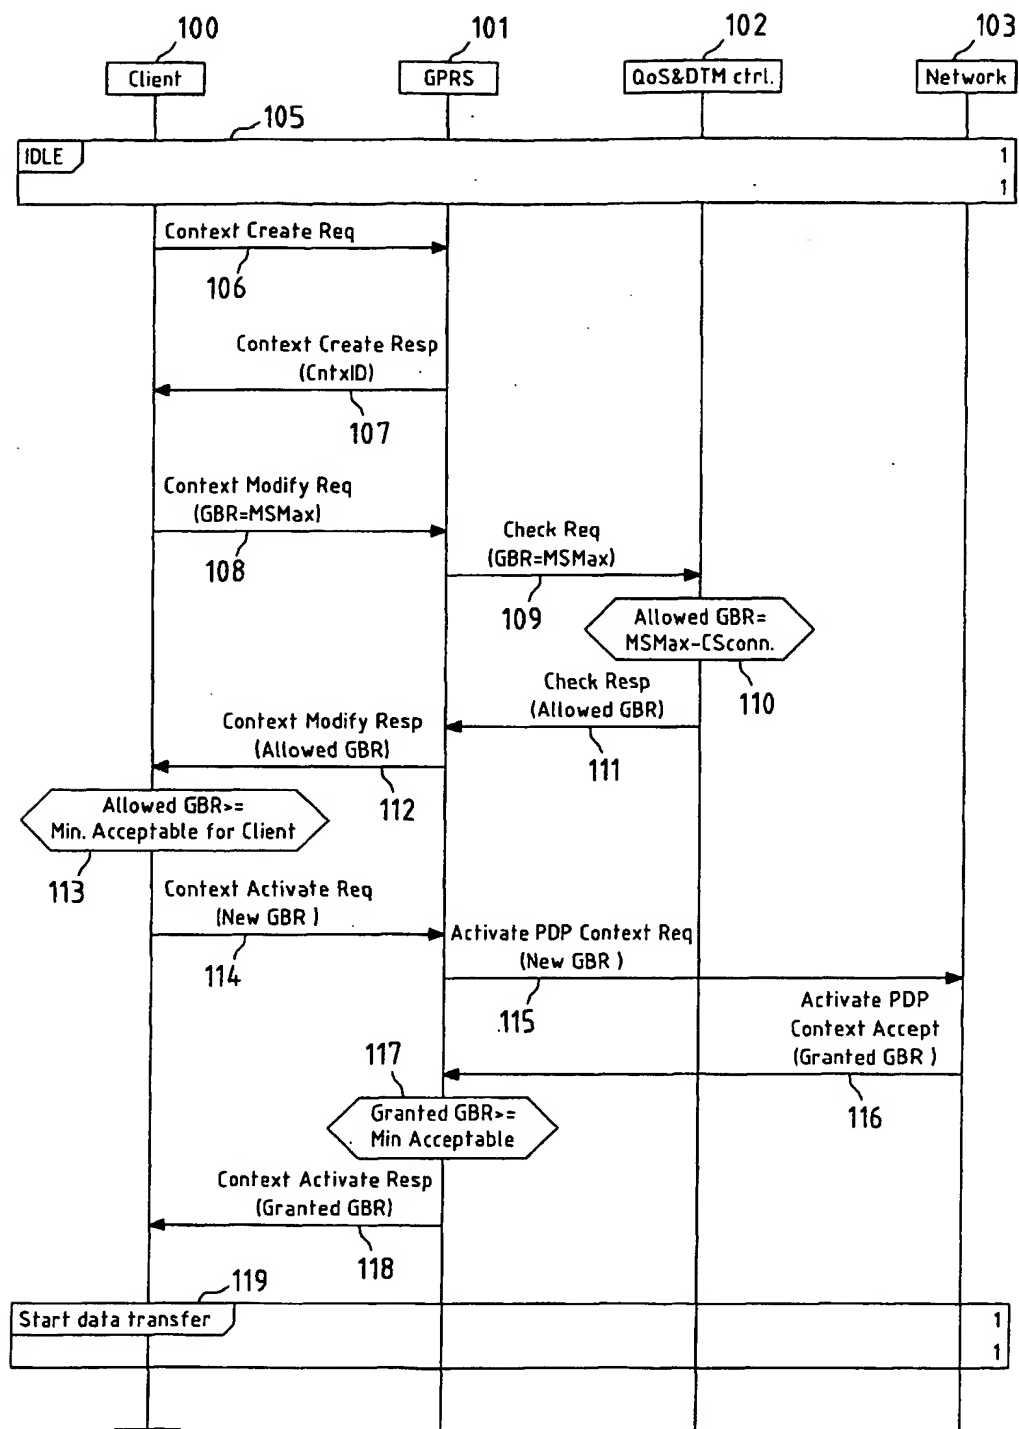 100
101
102
103
Client
GPRS
QoS&DTM ctrl.
Network
105
IDLE
1
1
Context Create Req
106
Context Create Resp
(CntxID)
107
Context Modify Req
(GBR=MSMax)
108
Check Req
(GBR=MSMax)
109
Allowed GBR=
MSMax-CSconn.
110
Check Resp
(Allowed GBR)
111
Context Modify Resp
(Allowed GBR)
112
Allowed GBR>=
Min. Acceptable for Client
113
Context Activate Req
(New GBR )
114
Activate PDP Context Req
(New GBR )
115
Activate PDP
Context Accept
(Granted GBR )
116
117
Granted GBR>=
Min Acceptable
Context Activate Resp
(Granted GBR)
118
119
Start data transfer
1
1